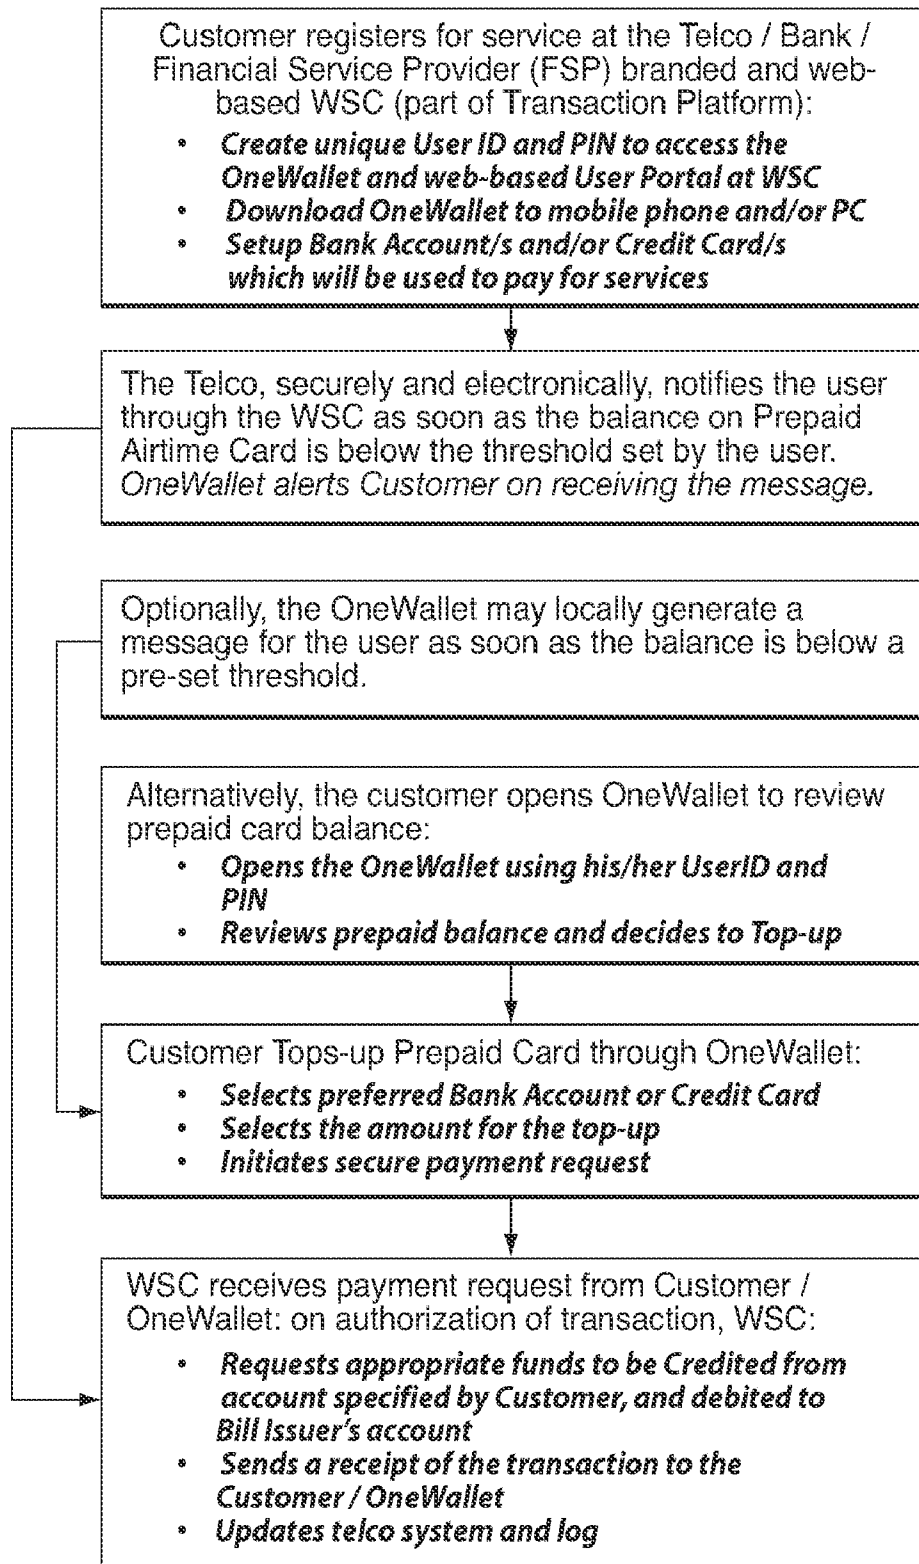 Customer registers for service at the Telco / Bank /
Financial Service Provider (FSP) branded and web-
based WSC (part of Transaction Platform):
• Create unique User ID and PIN to access the
OneWallet and web-based User Portal at WSC
• Download OneWallet to mobile phone and/or PC
• Setup Bank Account/s and/or Credit Card/s
which will be used to pay for services
The Telco, securely and electronically, notifies the user
through the WSC as soon as the balance on Prepaid
Airtime Card is below the threshold set by the user.
OneWallet alerts Customer on receiving the message.
Optionally, the OneWallet may locally generate a
message for the user as soon as the balance is below a
pre-set threshold.
Alternatively, the customer opens OneWallet to review
prepaid card balance:
• Opens the OneWallet using his/her UserID and
PIN
• Reviews prepaid balance and decides to Top-up
Customer Tops-up Prepaid Card through OneWallet:
• Selects preferred Bank Account or Credit Card
• Selects the amount for the top-up
• Initiates secure payment request
WSC receives payment request from Customer /
OneWallet: on authorization of transaction, WSC:
• Requests appropriate funds to be Credited from
account specified by Customer, and debited to
Bill Issuer's account
• Sends a receipt of the transaction to the
Customer / OneWallet
• Updates telco system and log